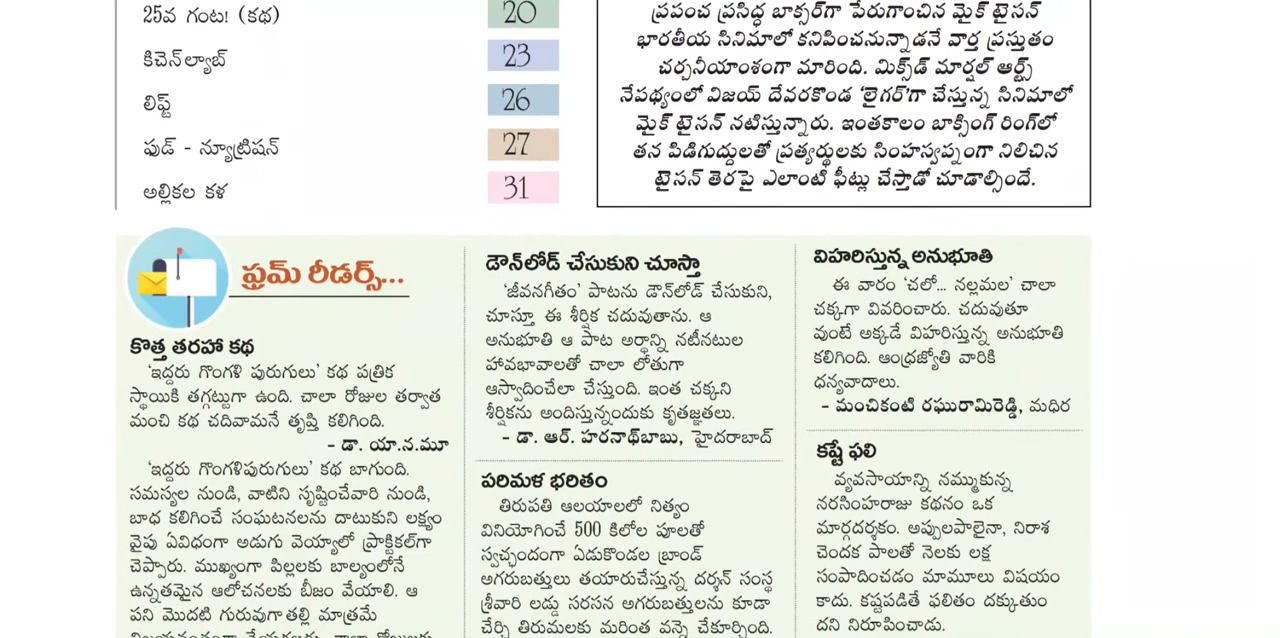 25వ గంట! (కథ) 20
కిచెన్‌ల్యాబ్ 23
లిఫ్ట్ 26
ఫుడ్ - న్యూట్రిషన్ 27
అల్లికల కళ 31
ప్రపంచ ప్రసిద్ధ బాక్సర్‌గా పేరుగాంచిన మైక్ టైసన్
భారతీయ సినిమాలో కనిపించనున్నాడనే వార్త ప్రస్తుతం
చర్చనీయాంశంగా మారింది. మిక్స్‌డ్ మార్షల్ ఆర్ట్స్
నేపథ్యంలో విజయ్ దేవరకొండ ‘లైగర్’గా చేస్తున్న సినిమాలో
మైక్ టైసన్ నటిస్తున్నారు. ఇంతకాలం బాక్సింగ్ రింగ్‌లో
తన పిడిగుద్దులతో ప్రత్యర్థులకు సింహస్వప్నంగా నిలిచిన
టైసన్ తెరపై ఎలాంటి ఫీట్లు చేస్తాడో చూడాల్సిందే.
ఫ్రమ్ రీడర్స్...
కొత్త తరహా కథ
‘ఇద్దరు గొంగళి పురుగులు’ కథ పత్రిక
స్థాయికి తగ్గట్టుగా ఉంది. చాలా రోజుల తర్వాత
మంచి కథ చదివామనే తృప్తి కలిగింది.
- డా. యా.న.మూ
‘ఇద్దరు గొంగళిపురుగులు’ కథ బాగుంది.
సమస్యల నుండి, వాటిని సృష్టించేవారి నుండి,
బాధ కలిగించే సంఘటనలను దాటుకుని లక్ష్యం
వైపు ఏవిధంగా అడుగు వెయ్యాలో ప్రాక్టికల్‌గా
చెప్పారు. ముఖ్యంగా పిల్లలకు బాల్యంలోనే
ఉన్నతమైన ఆలోచనలకు బీజం వేయాలి. ఆ
పని మొదటి గురువుగా తల్లి మాత్రమే
డౌన్‌లోడ్ చేసుకుని చూస్తా
‘జీవనగీతం’ పాటను డౌన్‌లోడ్ చేసుకుని,
చూస్తూ ఈ శీర్షిక చదువుతాను. ఆ
అనుభూతి ఆ పాట అర్థాన్ని నటీనటుల
హావభావాలతో చాలా లోతుగా
ఆస్వాదించేలా చేస్తుంది. ఇంత చక్కని
శీర్షికను అందిస్తున్నందుకు కృతజ్ఞతలు.
- డా. ఆర్. హరనాథ్‌బాబు, హైదరాబాద్
పరిమళ భరితం
తిరుపతి ఆలయాలలో నిత్యం
వినియోగించే 500 కిలోల పూలతో
స్వచ్ఛందంగా ఏడుకొండల బ్రాండ్
అగరుబత్తులు తయారుచేస్తున్న దర్శన్ సంస్థ
శ్రీవారి లడ్డు సరసన అగరుబత్తులను కూడా
చేర్చి తిరుమలకు మరింత వన్నె చేకూర్చింది.
విహరిస్తున్న అనుభూతి
ఈ వారం ‘చలో... నల్లమల’ చాలా
చక్కగా వివరించారు. చదువుతూ
వుంటే అక్కడే విహరిస్తున్న అనుభూతి
కలిగింది. ఆంధ్రజ్యోతి వారికి
ధన్యవాదాలు.
- మంచికంటి రఘురామిరెడ్డి, మధిర
కష్టే ఫలి
వ్యవసాయాన్ని నమ్ముకున్న
నరసింహరాజు కథనం ఒక
మార్గదర్శకం. అప్పులపాలైనా, నిరాశ
చెందక పాలతో నెలకు లక్ష
సంపాదించడం మామూలు విషయం
కాదు. కష్టపడితే ఫలితం దక్కుతుం
దని నిరూపించాడు.